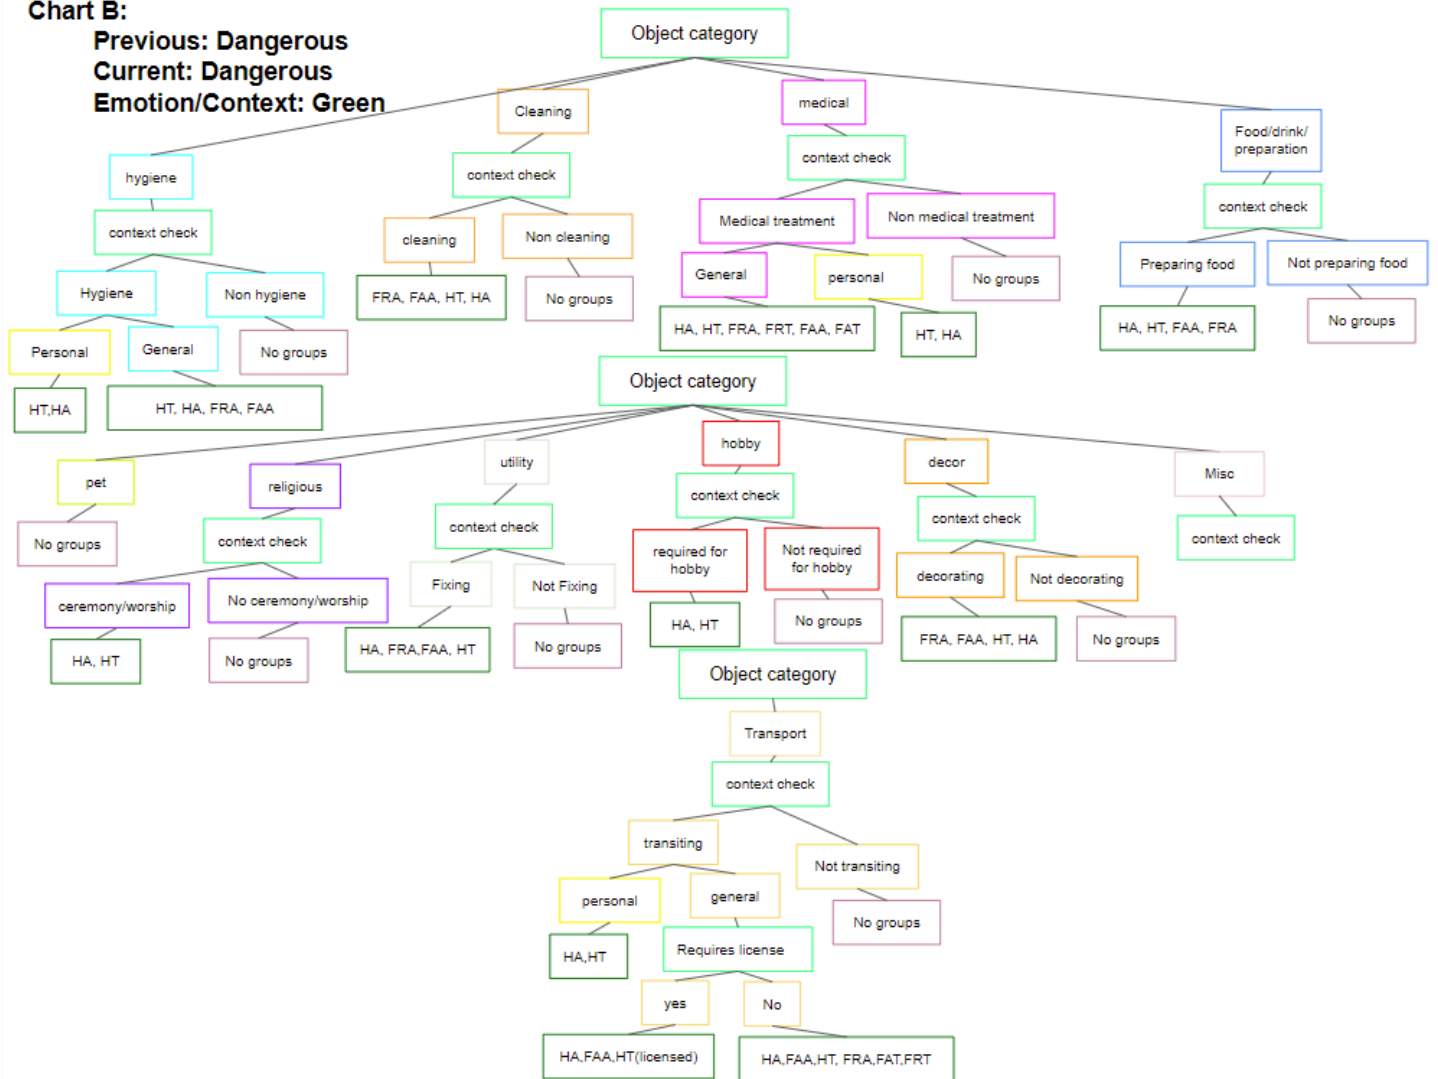 Chart B:
Previous: Dangerous
Current: Dangerous
Emotion/Context: Green
Object category
Cleaning
medical
Food/drink/
preparation
hygiene
context check
context check
context check
context check
Medical treatment
Non medical treatment
cleaning
Non cleaning
Preparing food
Not preparing food
Hygiene
Non hygiene
General
personal
No groups
FRA, FAA, HT, HA
No groups
HA, HT, FRA, FRT, FAA, FAT
HT, HA
HA, HT, FAA, FRA
No groups
Personal
General
No groups
HT,HA
HT, HA, FRA, FAA
Object category
pet
religious
utility
hobby
decor
Misc
No groups
context check
context check
context check
context check
context check
ceremony/worship
No ceremony/worship
Fixing
Not Fixing
required for
hobby
Not required
for hobby
decorating
Not decorating
HA, HT
No groups
HA, FRA,FAA, HT
No groups
HA, HT
No groups
FRA, FAA, HT, HA
No groups
Object category
Transport
context check
transiting
Not transiting
personal
general
No groups
HA,HT
Requires license
yes
No
HA,FAA,HT(licensed)
HA,FAA,HT, FRA,FAT,FRT